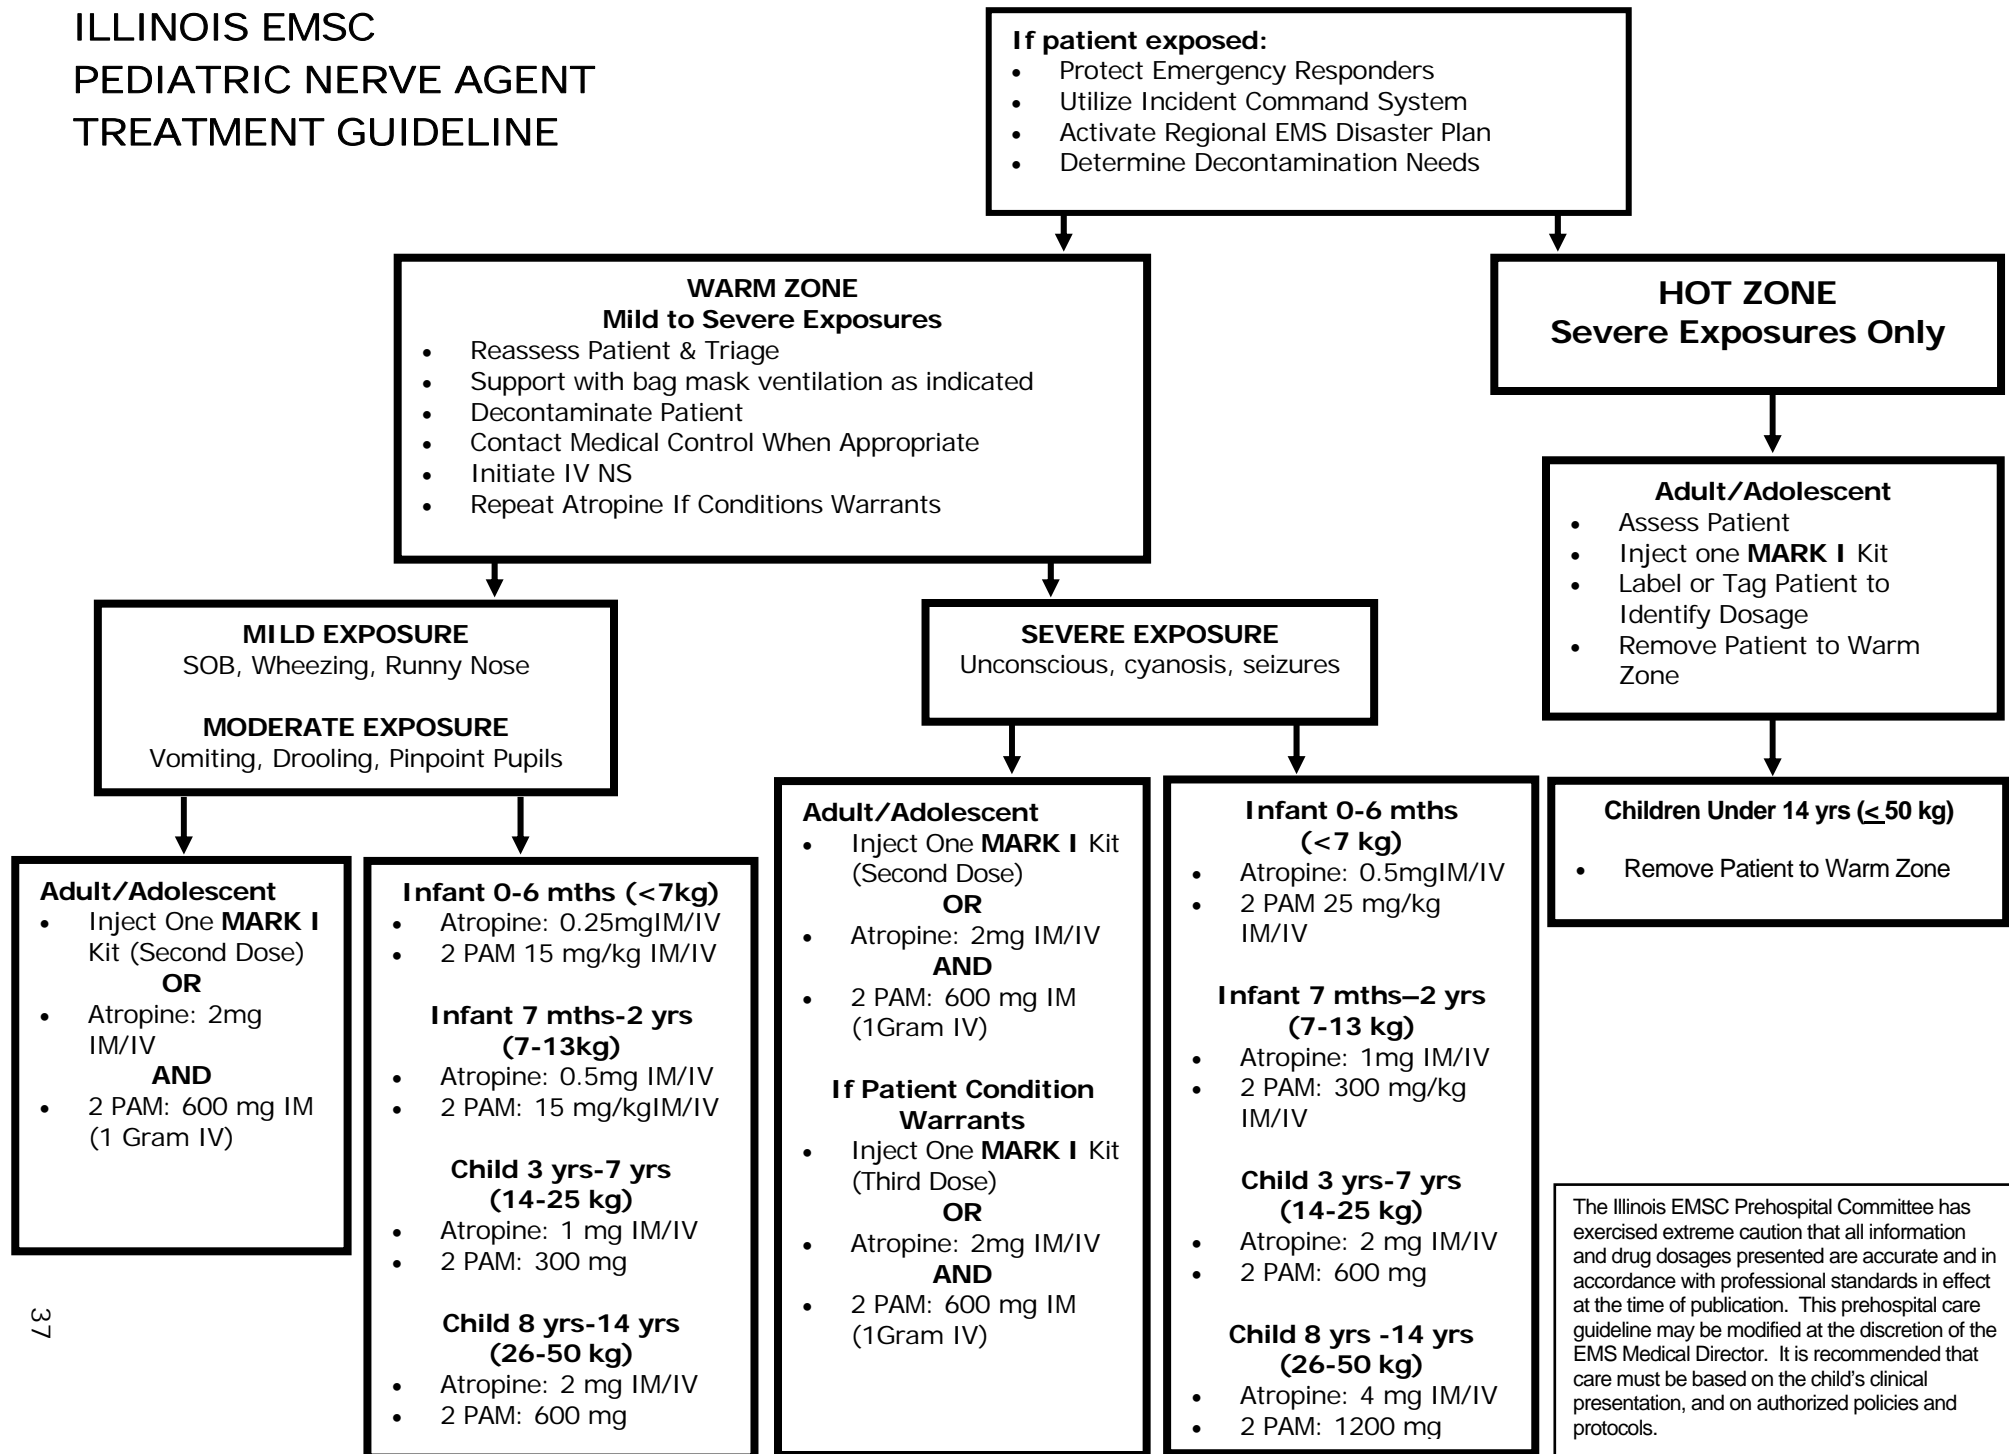 ILLINOIS EMSC
PEDIATRIC NERVE AGENT
TREATMENT GUIDELINE
If patient exposed:
• Protect Emergency Responders
• Utilize Incident Command System
• Activate Regional EMS Disaster Plan
• Determine Decontamination Needs
WARM ZONE
Mild to Severe Exposures
• Reassess Patient & Triage
• Support with bag mask ventilation as indicated
• Decontaminate Patient
• Contact Medical Control When Appropriate
• Initiate IV NS
• Repeat Atropine If Conditions Warrants
HOT ZONE
Severe Exposures Only
Adult/Adolescent
• Assess Patient
• Inject one MARK I Kit
• Label or Tag Patient to
Identify Dosage
• Remove Patient to Warm
Zone
MILD EXPOSURE
SOB, Wheezing, Runny Nose
MODERATE EXPOSURE
Vomiting, Drooling, Pinpoint Pupils
SEVERE EXPOSURE
Unconscious, cyanosis, seizures
Adult/Adolescent
• Inject One MARK I
Kit (Second Dose)
OR
• Atropine: 2mg
IM/IV
AND
• 2 PAM: 600 mg IM
(1 Gram IV)
Infant 0-6 mths (<7kg)
• Atropine: 0.25mgIM/IV
• 2 PAM 15 mg/kg IM/IV
Infant 7 mths-2 yrs
(7-13kg)
• Atropine: 0.5mg IM/IV
• 2 PAM: 15 mg/kgIM/IV
Child 3 yrs-7 yrs
(14-25 kg)
• Atropine: 1 mg IM/IV
• 2 PAM: 300 mg
Child 8 yrs-14 yrs
(26-50 kg)
• Atropine: 2 mg IM/IV
• 2 PAM: 600 mg
Adult/Adolescent
• Inject One MARK I Kit
(Second Dose)
OR
• Atropine: 2mg IM/IV
AND
• 2 PAM: 600 mg IM
(1Gram IV)
If Patient Condition
Warrants
• Inject One MARK I Kit
(Third Dose)
OR
• Atropine: 2mg IM/IV
AND
• 2 PAM: 600 mg IM
(1Gram IV)
Infant 0-6 mths
(<7 kg)
• Atropine: 0.5mgIM/IV
• 2 PAM 25 mg/kg
IM/IV
Infant 7 mths–2 yrs
(7-13 kg)
• Atropine: 1mg IM/IV
• 2 PAM: 300 mg/kg
IM/IV
Child 3 yrs-7 yrs
(14-25 kg)
• Atropine: 2 mg IM/IV
• 2 PAM: 600 mg
Child 8 yrs -14 yrs
(26-50 kg)
• Atropine: 4 mg IM/IV
• 2 PAM: 1200 mg
Children Under 14 yrs (≤ 50 kg)
• Remove Patient to Warm Zone
The Illinois EMSC Prehospital Committee has
exercised extreme caution that all information
and drug dosages presented are accurate and in
accordance with professional standards in effect
at the time of publication. This prehospital care
guideline may be modified at the discretion of the
EMS Medical Director. It is recommended that
care must be based on the child's clinical
presentation, and on authorized policies and
protocols.
37